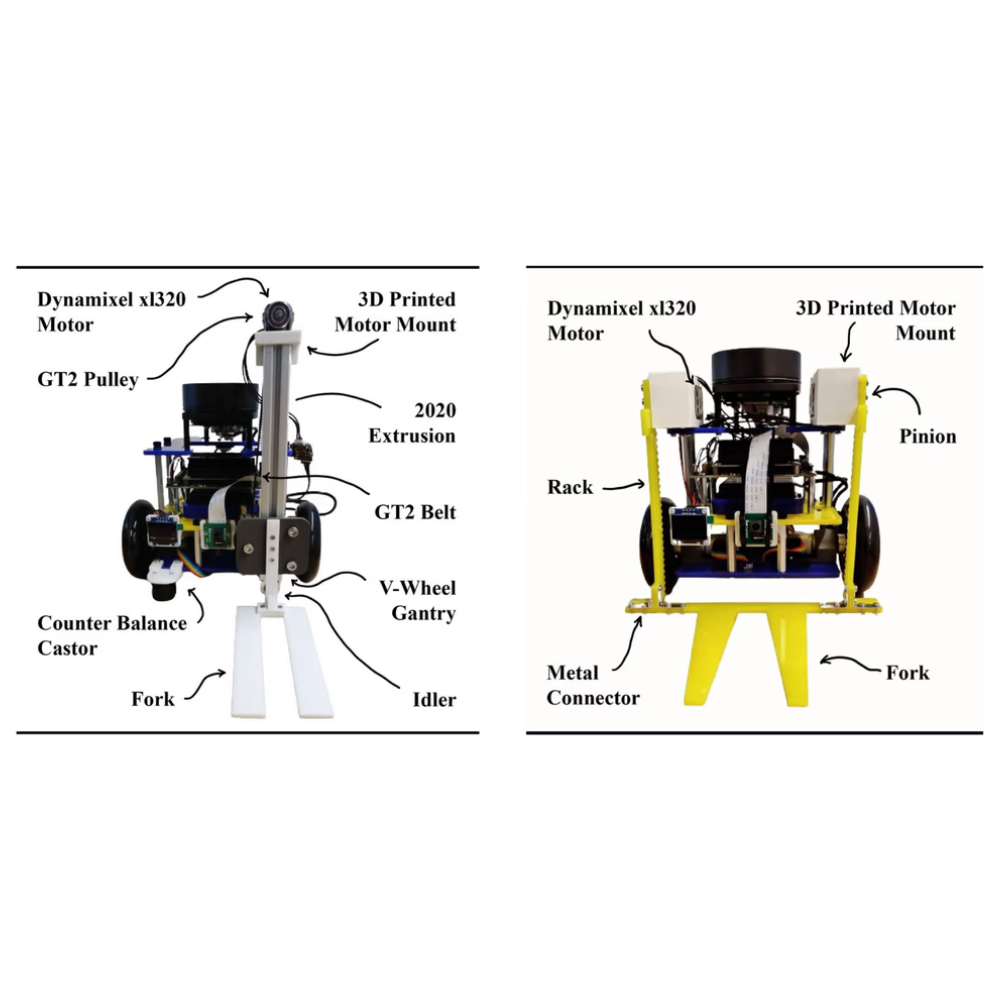 Dynamixel xl320
Motor
3D Printed
Motor Mount
GT2 Pulley
2020
Extrusion
GT2 Belt
V-Wheel
Gantry
Counter Balance
Castor
Fork
Idler
Dynamixel xl320
Motor
3D Printed Motor
Mount
Pinion
Rack
Metal
Connector
Fork